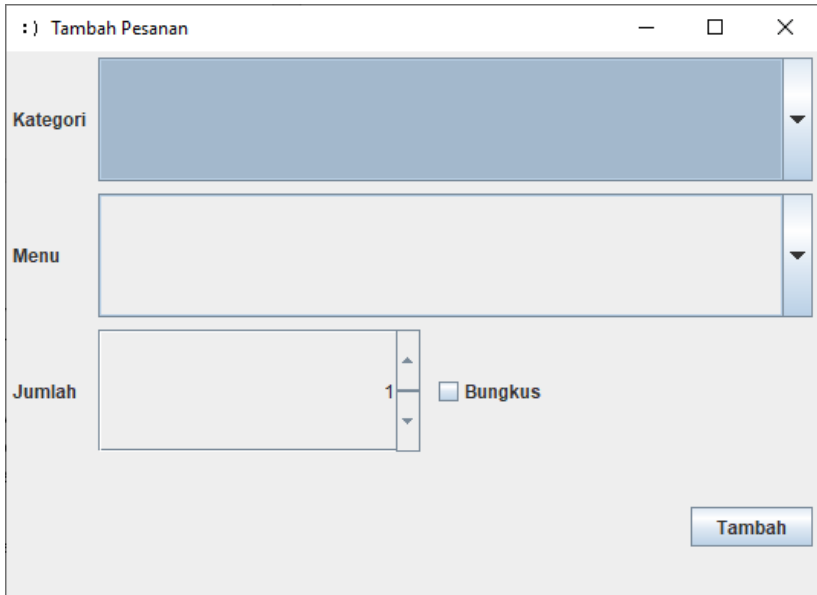 :) Tambah Pesanan
Kategori
Menu
Jumlah 1 Bungkus
Tambah